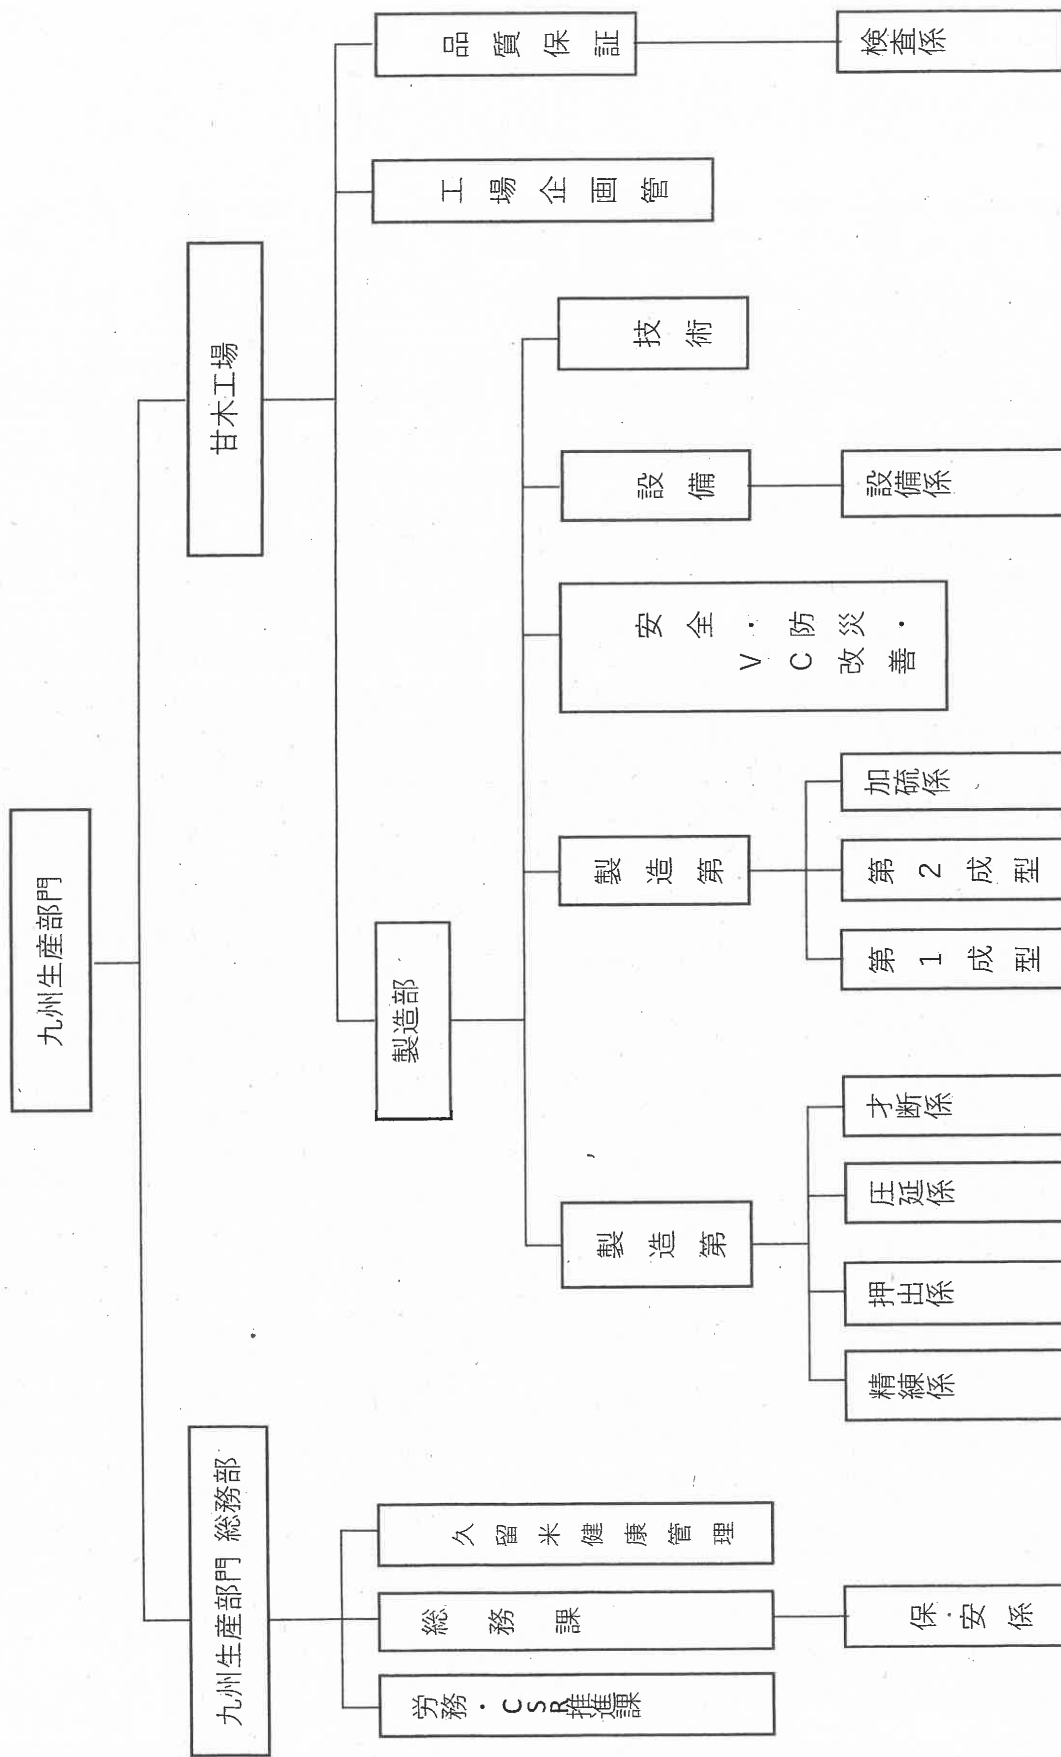 九州生産部門
九州生産部門 総務部
甘木工場
労務・CSR推進課
総務課
久留米健康管理
製造部
工場企画管
品質保証
製造第
製造第
安全・防災・
VC改善
設備
技術
保安係
精練係
押出係
圧延係
才断係
第1成型
第2成型
加硫係
設備係
検査係